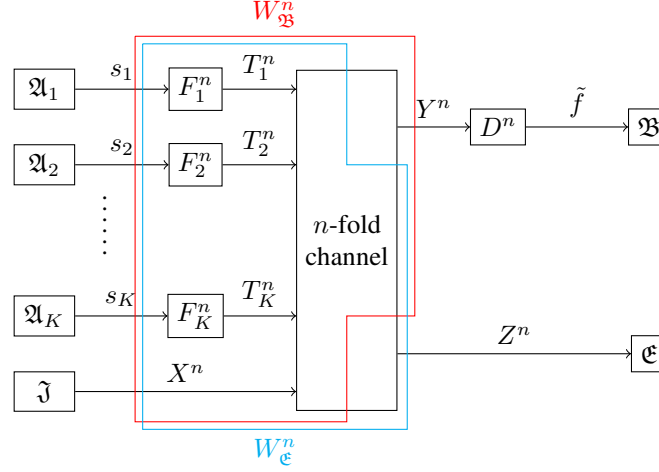 W_𝔅^n
𝔄_1 s_1 F_1^n T_1^n
Y^n D^n f̃ 𝔅
𝔄_2 s_2 F_2^n T_2^n
n-fold
channel
𝔄_K s_K F_K^n T_K^n
Z^n 𝔈
𝔍 X^n
W_𝔈^n